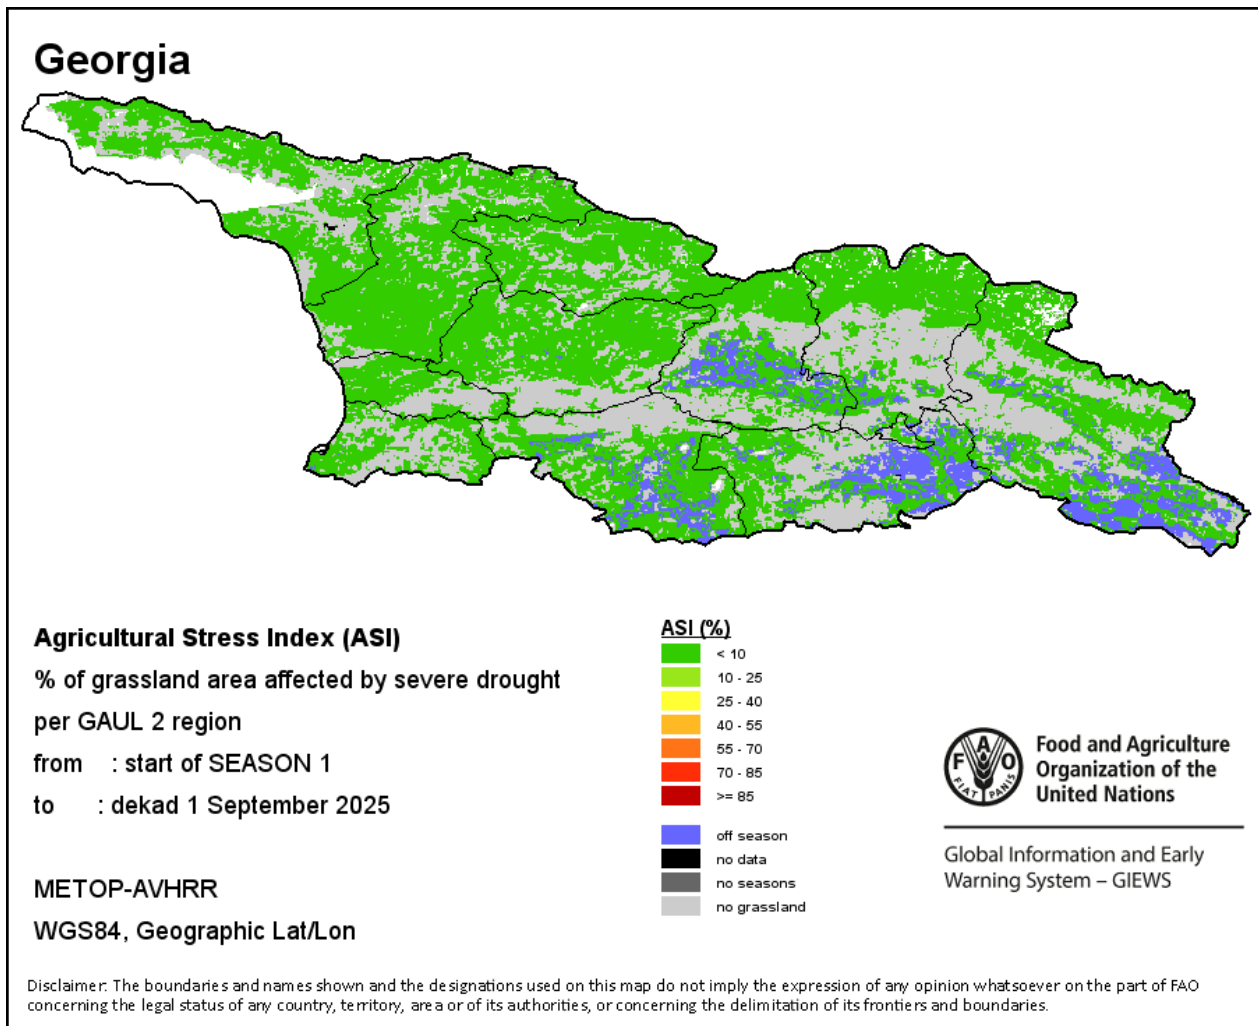 Georgia
Agricultural Stress Index (ASI)
% of grassland area affected by severe drought
per GAUL 2 region
from : start of SEASON 1
to : dekad 1 September 2025
METOP-AVHRR
WGS84, Geographic Lat/Lon
ASI (%)
< 10
10 - 25
25 - 40
40 - 55
55 - 70
70 - 85
>= 85
off season
no data
no seasons
no grassland
F A O
FIAT PANIS
Food and Agriculture
Organization of the
United Nations
Global Information and Early
Warning System – GIEWS
Disclaimer: The boundaries and names shown and the designations used on this map do not imply the expression of any opinion whatsoever on the part of FAO
concerning the legal status of any country, territory, area or of its authorities, or concerning the delimitation of its frontiers and boundaries.